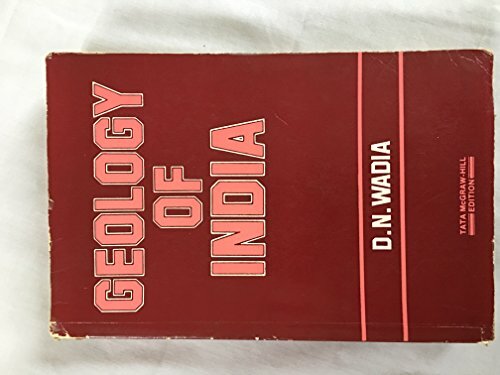 GEOLOGY
OF
INDIA
D.N. WADIA
TATA McGRAW-HILL
EDITION